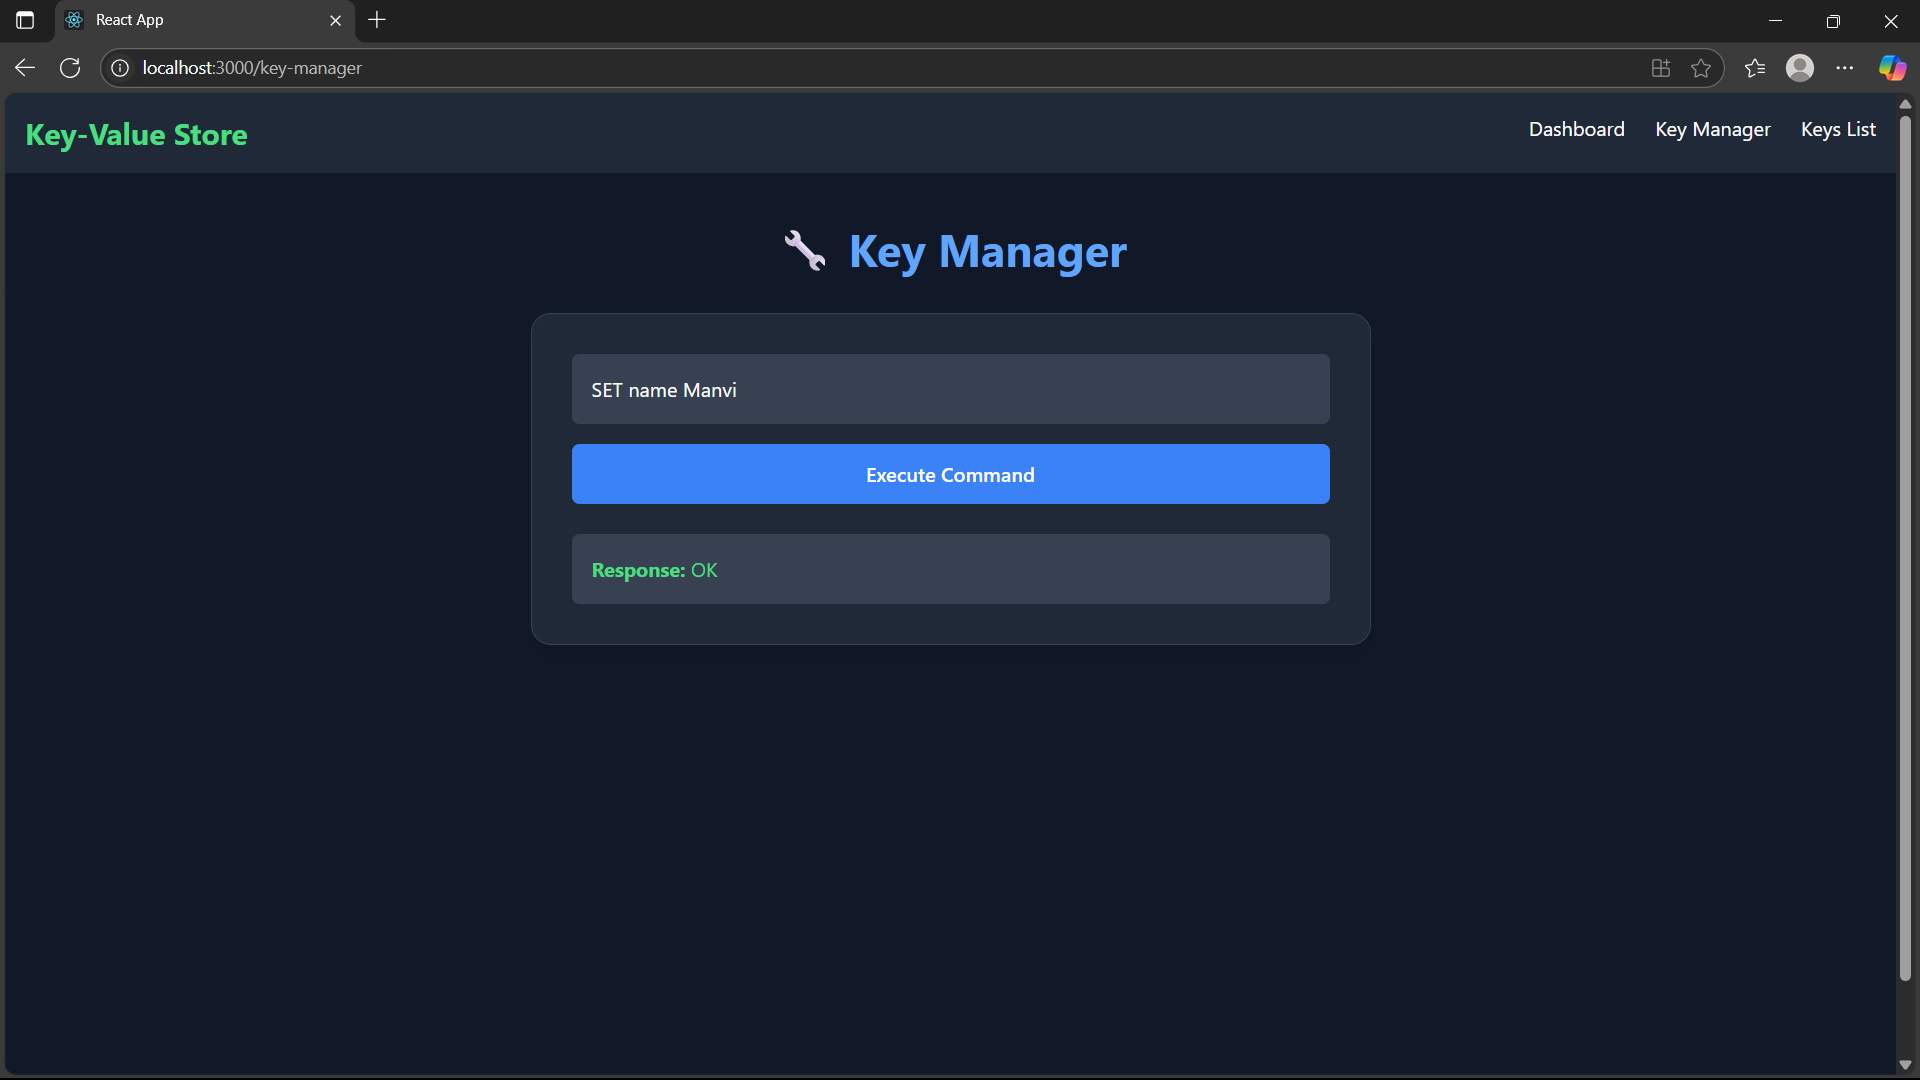 React App
localhost:3000/key-manager
Key-Value Store
Dashboard Key Manager Keys List
Key Manager
SET name Manvi
Execute Command
Response: OK